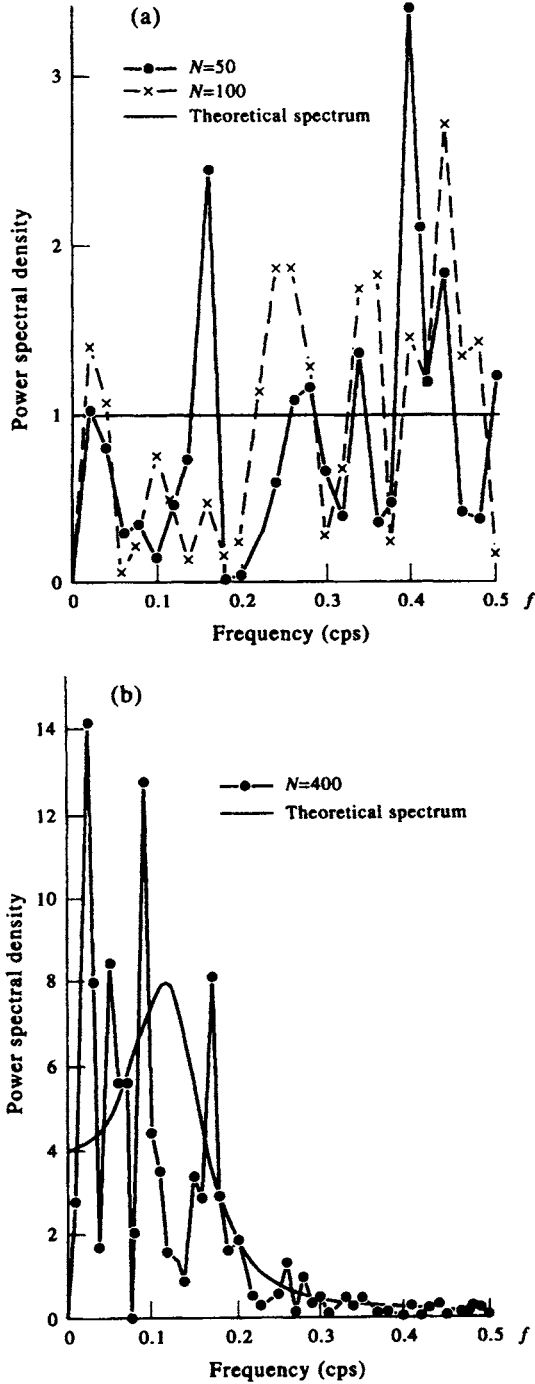 (a)
N=50
N=100
Theoretical spectrum
3
2
1
0
Power spectral density
0 0.1 0.2 0.3 0.4 0.5 f
Frequency (cps)
(b)
N=400
Theoretical spectrum
14
12
10
8
6
4
2
0
Power spectral density
0 0.1 0.2 0.3 0.4 0.5 f
Frequency (cps)